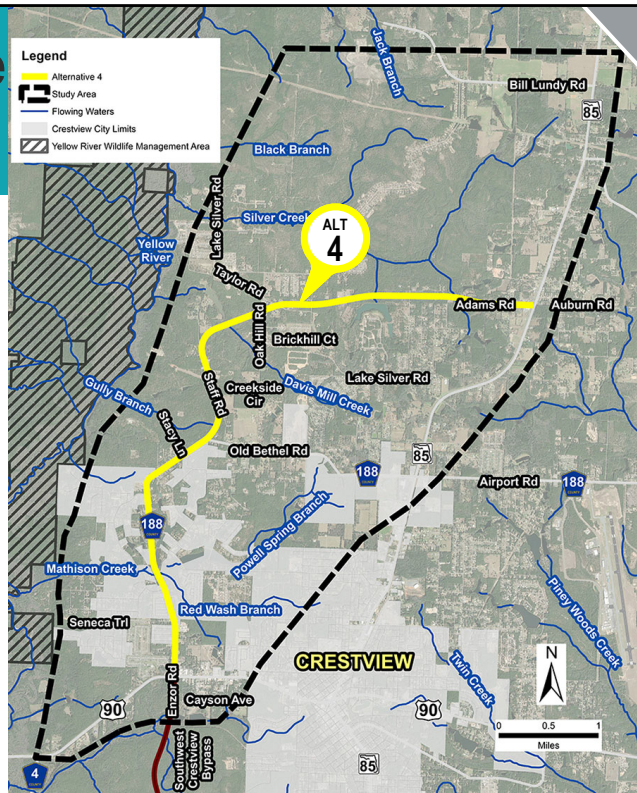 e
Legend
Alternative 4
Study Area
Flowing Waters
Crestview City Limits
Yellow River Wildlife Management Area
Jack Branch
Bill Lundy Rd
85
Black Branch
Lake Silver Rd
Silver Creek
ALT
4
Yellow
River
Taylor Rd
Adams Rd
Auburn Rd
Oak Hill Rd
Brickhill Ct
Staff Rd
Lake Silver Rd
Creekside
Cir
Davis Mill Creek
Gully Branch
Stacy Ln
Old Bethel Rd
85
188
COUNTY
Airport Rd
188
COUNTY
188
COUNTY
Powell Spring Branch
Mathison Creek
Red Wash Branch
Piney Woods Creek
Seneca Trl
CRESTVIEW
Twin Creek
N
Enzor Rd
Cayson Ave
90
90
0 0.5 1
Miles
Southwest
Crestview
Bypass
4
COUNTY
85